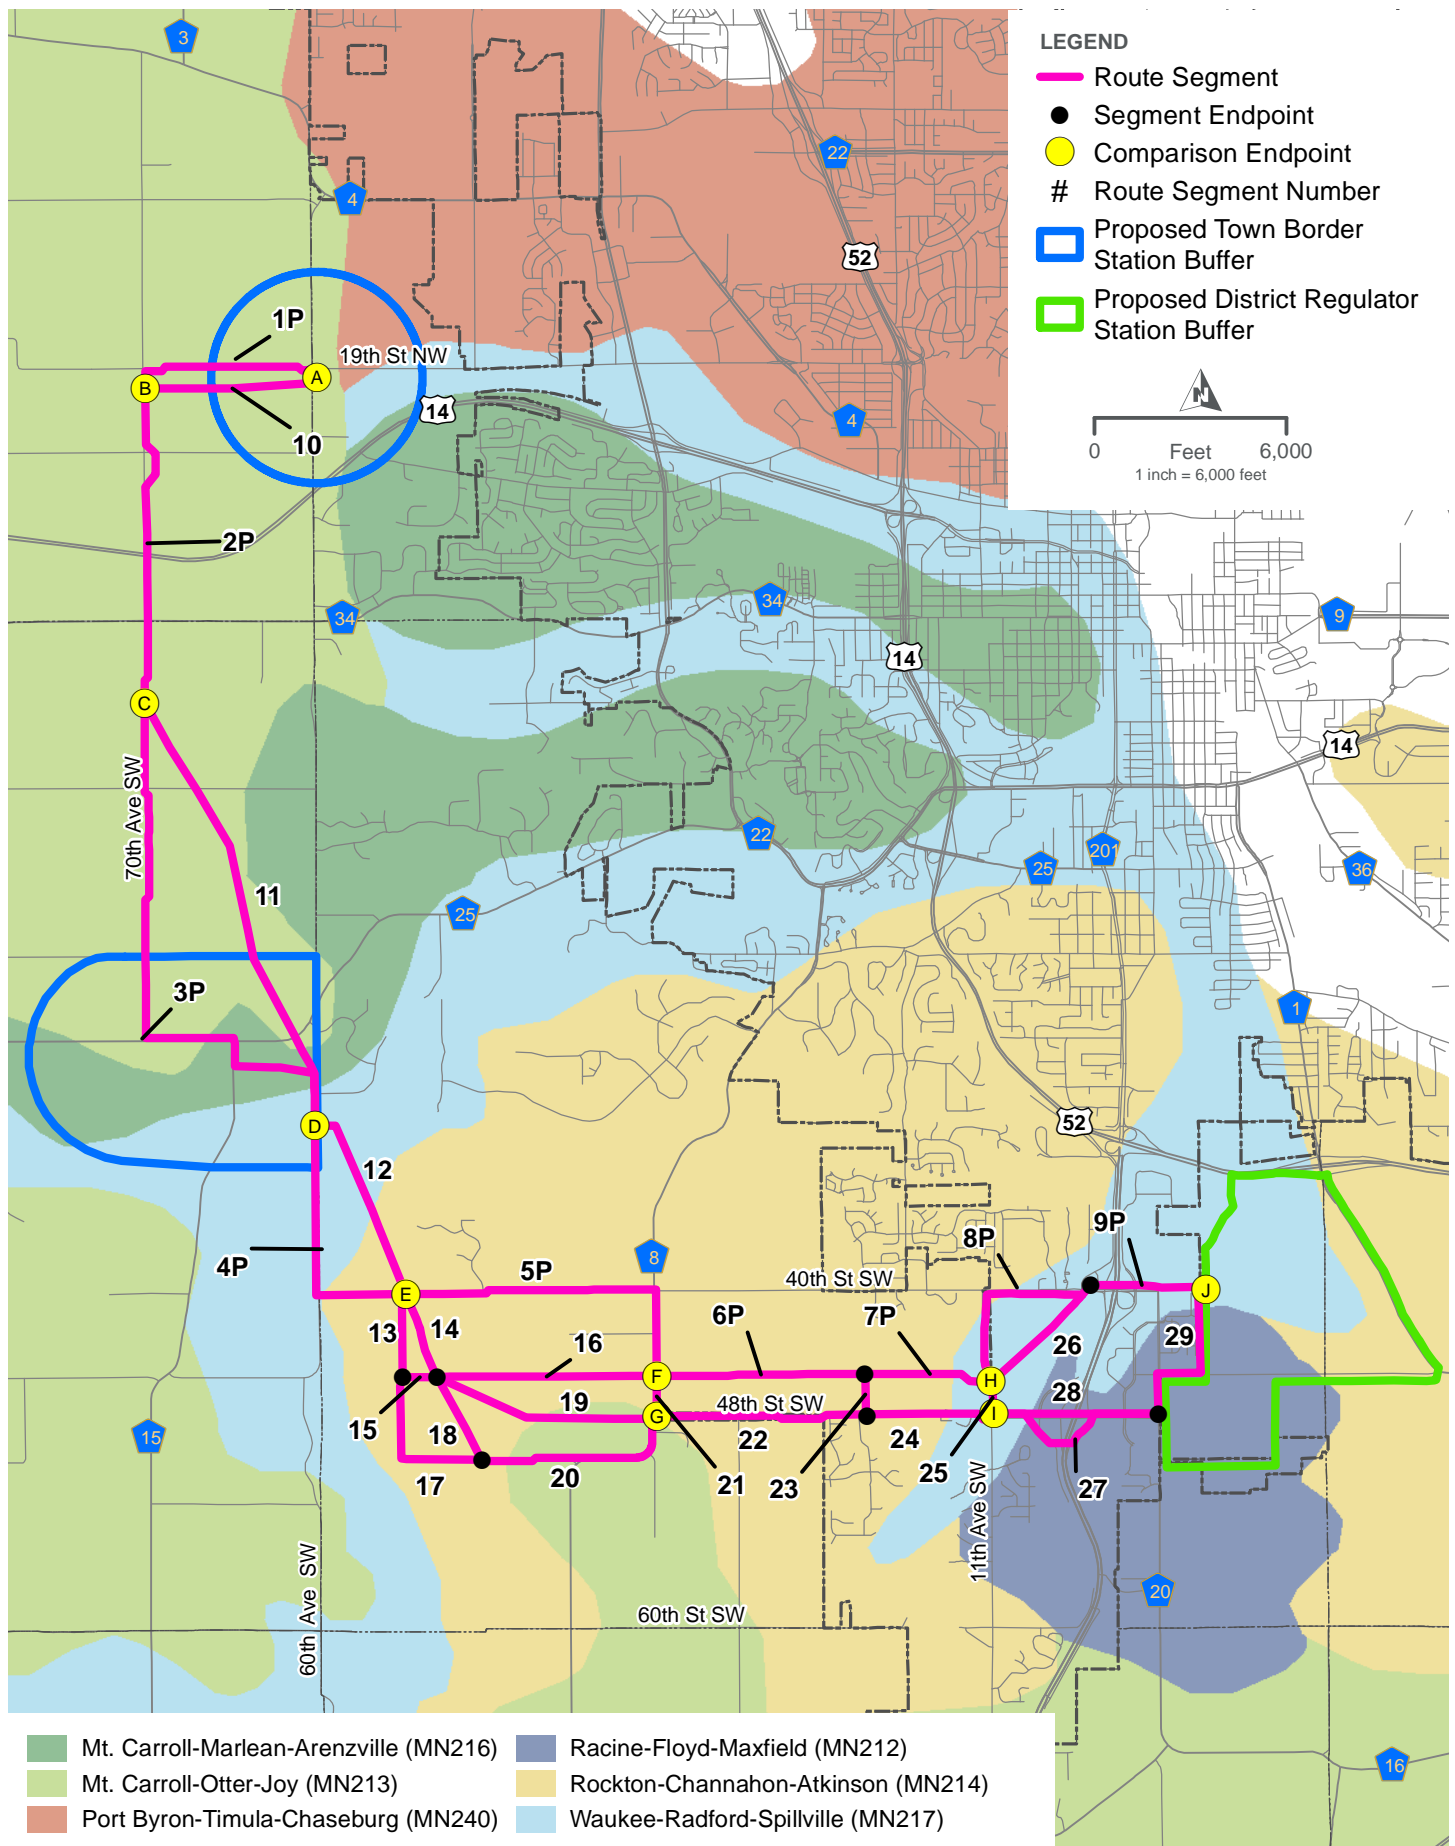 LEGEND
Route Segment
Segment Endpoint
Comparison Endpoint
# Route Segment Number
Proposed Town Border
Station Buffer
Proposed District Regulator
Station Buffer
N
0 Feet 6,000
1 inch = 6,000 feet
3
22
4
52
1P
19th St NW
A
B
14
4
10
2P
34
34
9
14
C
14
70th Ave SW
22
201
25
36
11
25
3P
1
D
52
12
9P
8P
4P
8
40th St SW
5P
E
J
6P
7P
13
14
16
26
29
F
H
28
15
19
48th St SW
G
I
18
22
24
15
17
20
21
23
25
27
11th Ave SW
60th Ave SW
20
60th St SW
16
Mt. Carroll-Marlean-Arenzville (MN216)
Mt. Carroll-Otter-Joy (MN213)
Port Byron-Timula-Chaseburg (MN240)
Racine-Floyd-Maxfield (MN212)
Rockton-Channahon-Atkinson (MN214)
Waukee-Radford-Spillville (MN217)